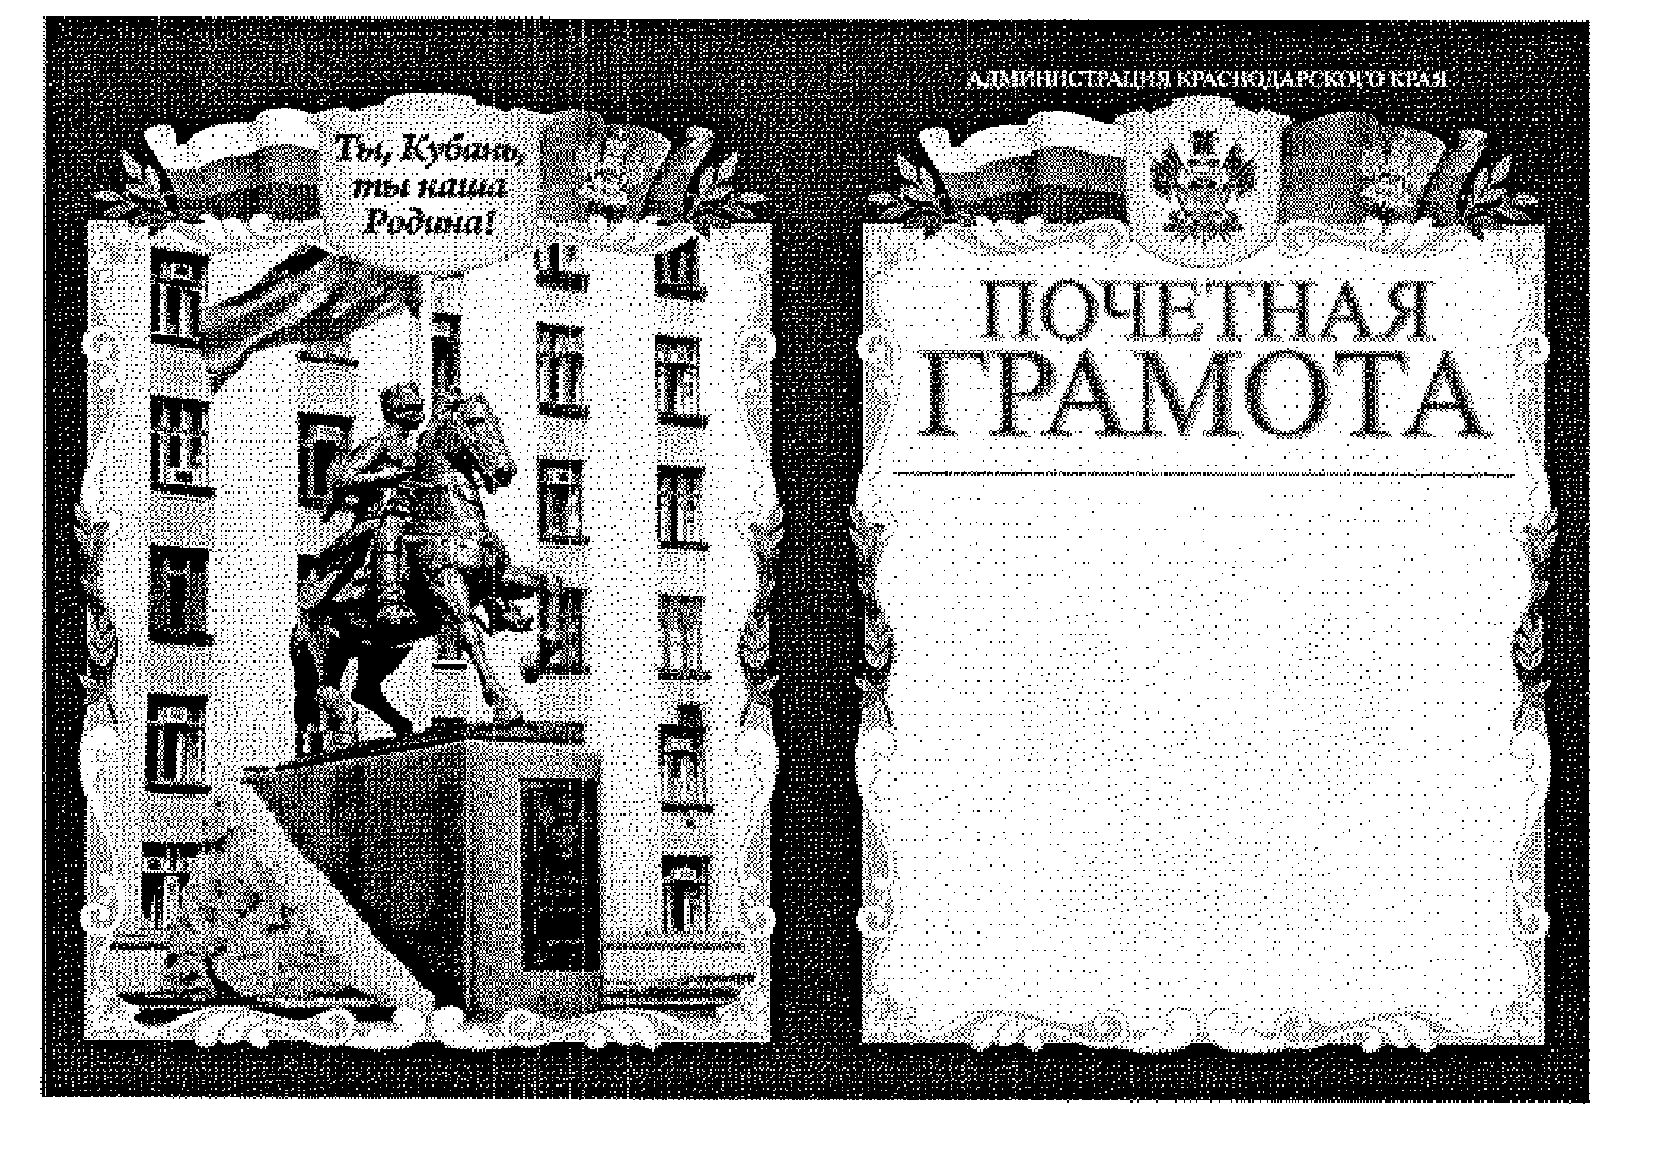 Ты, Кубань,
ты наша
Родина!
АДМИНИСТРАЦИЯ КРАСНОДАРСКОГО КРАЯ
ПОЧЕТНАЯ
ГРАМОТА